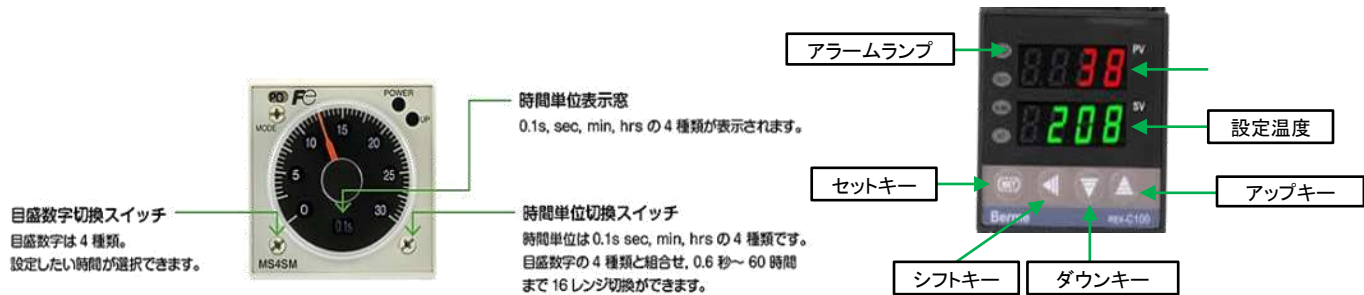 PO Fe
POWER
UP
MODE
0
5
10
15
20
25
30
0.1s
MS4SM
時間単位表示窓
0.1s, sec, min, hrs の 4 種類が表示されます。
目盛数字切換スイッチ
目盛数字は 4 種類。
設定したい時間が選択できます。
時間単位切換スイッチ
時間単位は 0.1s sec, min, hrs の 4 種類です。
目盛数字の 4 種類と組合せ, 0.6 秒〜 60 時間
まで 16 レンジ切換ができます。
アラームランプ
38
PV
208
SV
設定温度
セットキー
SET
アップキー
Berme
REX-C100
シフトキー
ダウンキー